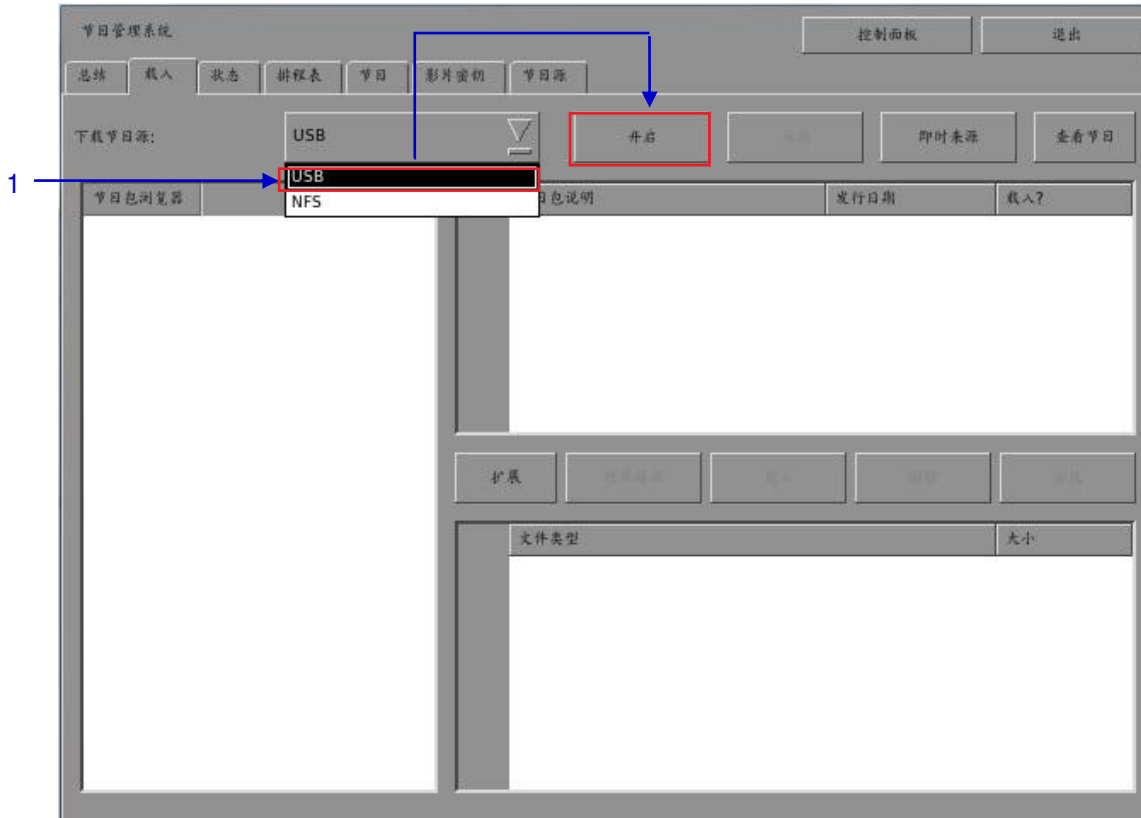 节目管理系统
控制面板
退出
总结 载入 状态 排程表 节目 影片密钥 节目源
下载节目源:
USB
开启
即时来源
查看节目
1
USB
NFS
节目包浏览器
目包说明
发行日期
载入?
扩展
文件类型
大小